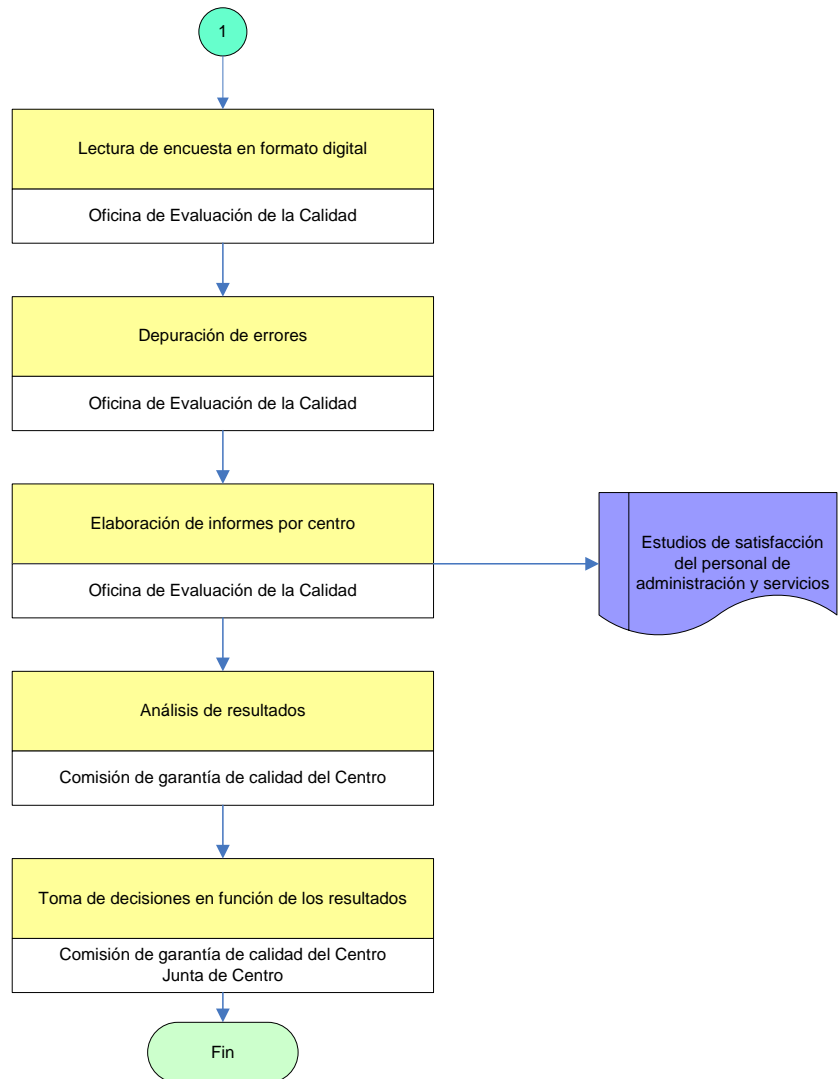 1
Lectura de encuesta en formato digital
Oficina de Evaluación de la Calidad
Depuración de errores
Oficina de Evaluación de la Calidad
Elaboración de informes por centro
Oficina de Evaluación de la Calidad
Estudios de satisfacción
del personal de
administración y servicios
Análisis de resultados
Comisión de garantía de calidad del Centro
Toma de decisiones en función de los resultados
Comisión de garantía de calidad del Centro
Junta de Centro
Fin